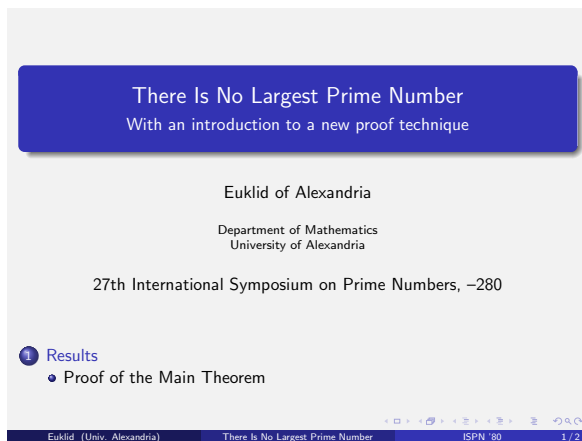 There Is No Largest Prime Number
With an introduction to a new proof technique
Euklid of Alexandria
Department of Mathematics
University of Alexandria
27th International Symposium on Prime Numbers, –280
1 Results
Proof of the Main Theorem
Euklid (Univ. Alexandria) There Is No Largest Prime Number ISPN '80 1 / 2